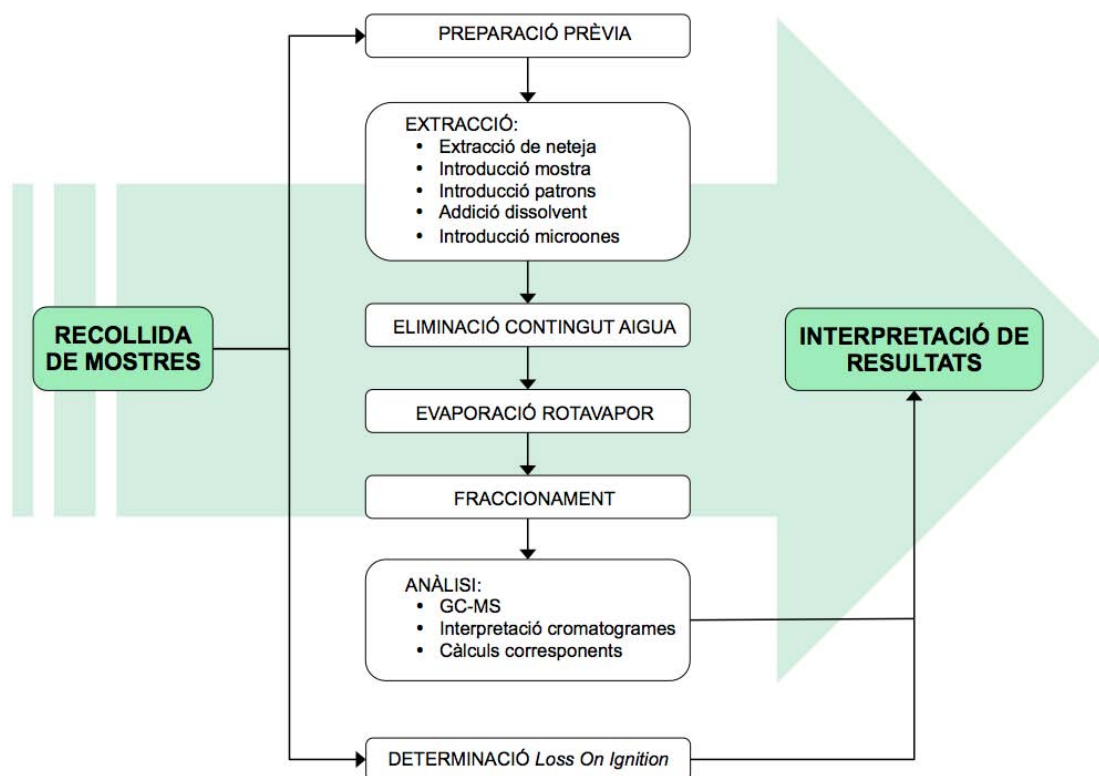 PREPARACIÓ PRÈVIA
EXTRACCIÓ:
• Extracció de neteja
• Introducció mostra
• Introducció patrons
• Addició dissolvent
• Introducció microones
RECOLLIDA
DE MOSTRES
ELIMINACIÓ CONTINGUT AIGUA
INTERPRETACIÓ DE
RESULTATS
EVAPORACIÓ ROTAVAPOR
FRACCIONAMENT
ANÀLISI:
• GC-MS
• Interpretació cromatogrames
• Càlculs corresponents
DETERMINACIÓ Loss On Ignition